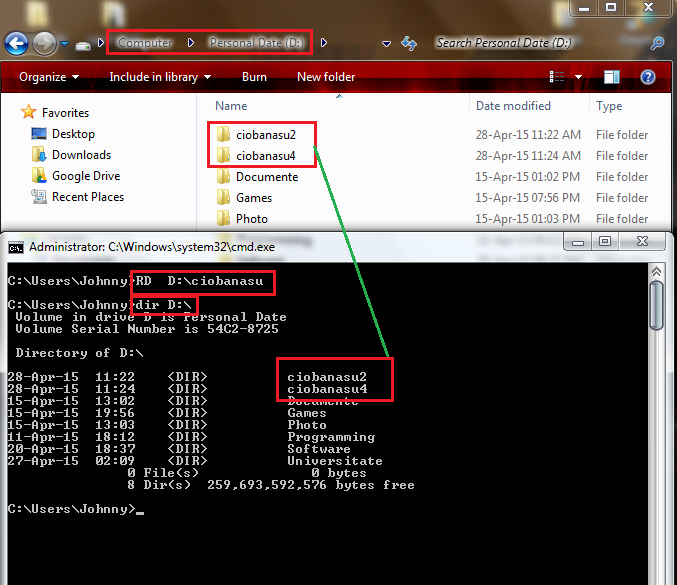 Computer Personal Date (D:) Search Personal Date (D:)
Organize Include in library Burn New folder
Favorites
Desktop
Downloads
Google Drive
Recent Places
Name Date modified Type
ciobanasu2 28-Apr-15 11:22 AM File folder
ciobanasu4 28-Apr-15 11:24 AM File folder
Documente 15-Apr-15 01:02 PM File folder
Games 15-Apr-15 07:56 PM File folder
Photo 15-Apr-15 01:03 PM File folder
Administrator: C:\Windows\system32\cmd.exe
C:\Users\Johnny>RD  D:\ciobanasu
C:\Users\Johnny>dir D:\
Volume in drive D is Personal Date
Volume Serial Number is 54C2-8725
Directory of D:\
28-Apr-15  11:22    <DIR>          ciobanasu2
28-Apr-15  11:24    <DIR>          ciobanasu4
15-Apr-15  13:02    <DIR>          Documente
15-Apr-15  19:56    <DIR>          Games
15-Apr-15  13:03    <DIR>          Photo
11-Apr-15  18:12    <DIR>          Programming
20-Apr-15  18:37    <DIR>          Software
27-Apr-15  02:09    <DIR>          Universitate
0 File(s)              0 bytes
8 Dir(s)  259,693,592,576 bytes free
C:\Users\Johnny>_